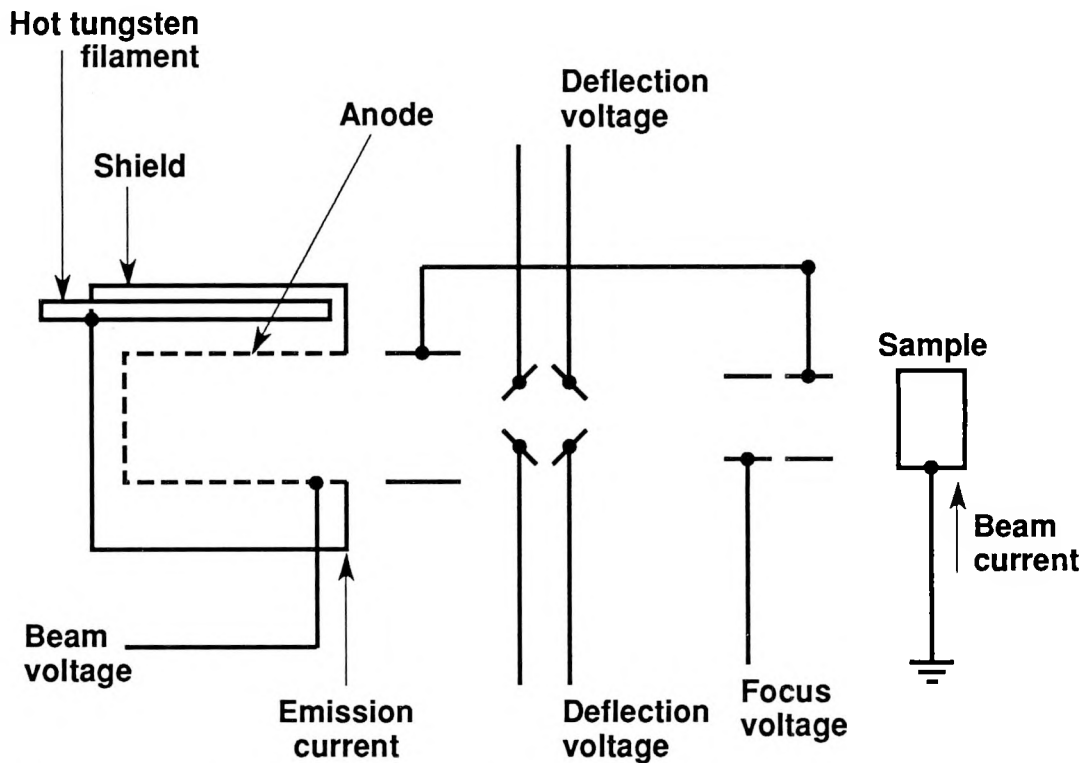 Hot tungsten
filament
Deflection
voltage
Anode
Shield
Sample
Beam
current
Beam
voltage
Emission
current
Deflection
voltage
Focus
voltage